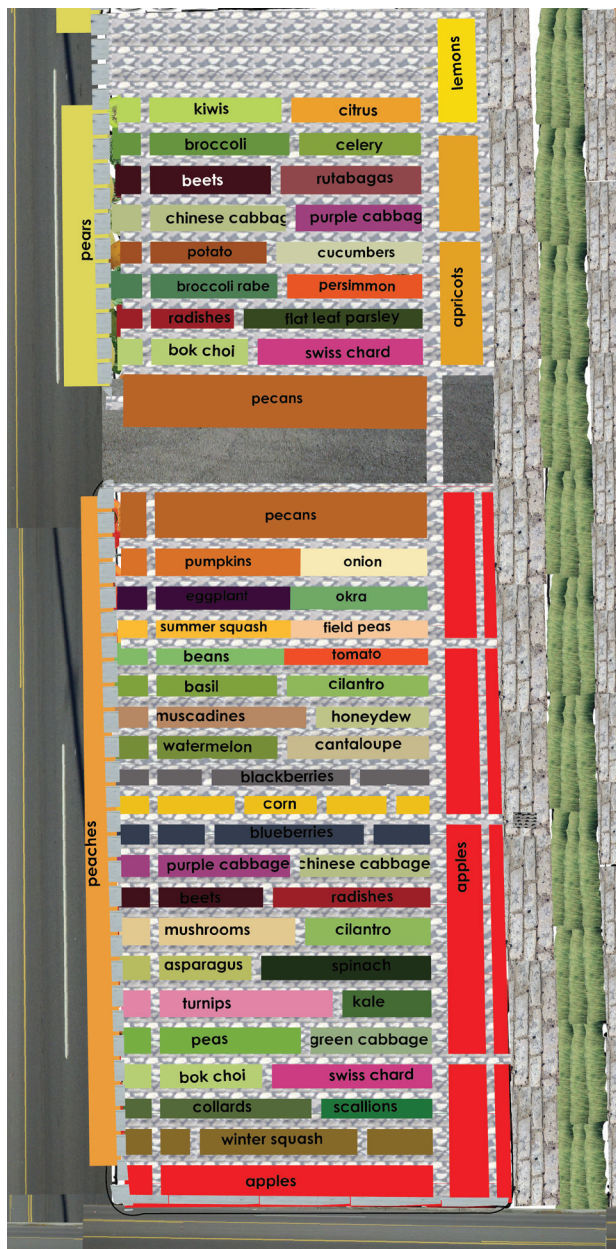 lemons
kiwis citrus
broccoli celery
beets rutabagas
chinese cabbag purple cabbag
pears
potato cucumbers
broccoli rabe persimmon
apricots
radishes flat leaf parsley
bok choi swiss chard
pecans
pecans
pumpkins onion
eggplant okra
summer squash field peas
beans tomato
basil cilantro
muscadines honeydew
watermelon cantaloupe
blackberries
corn
blueberries
peaches
purple cabbage chinese cabbage
apples
beets radishes
mushrooms cilantro
asparagus spinach
turnips kale
peas green cabbage
bok choi swiss chard
collards scallions
winter squash
apples